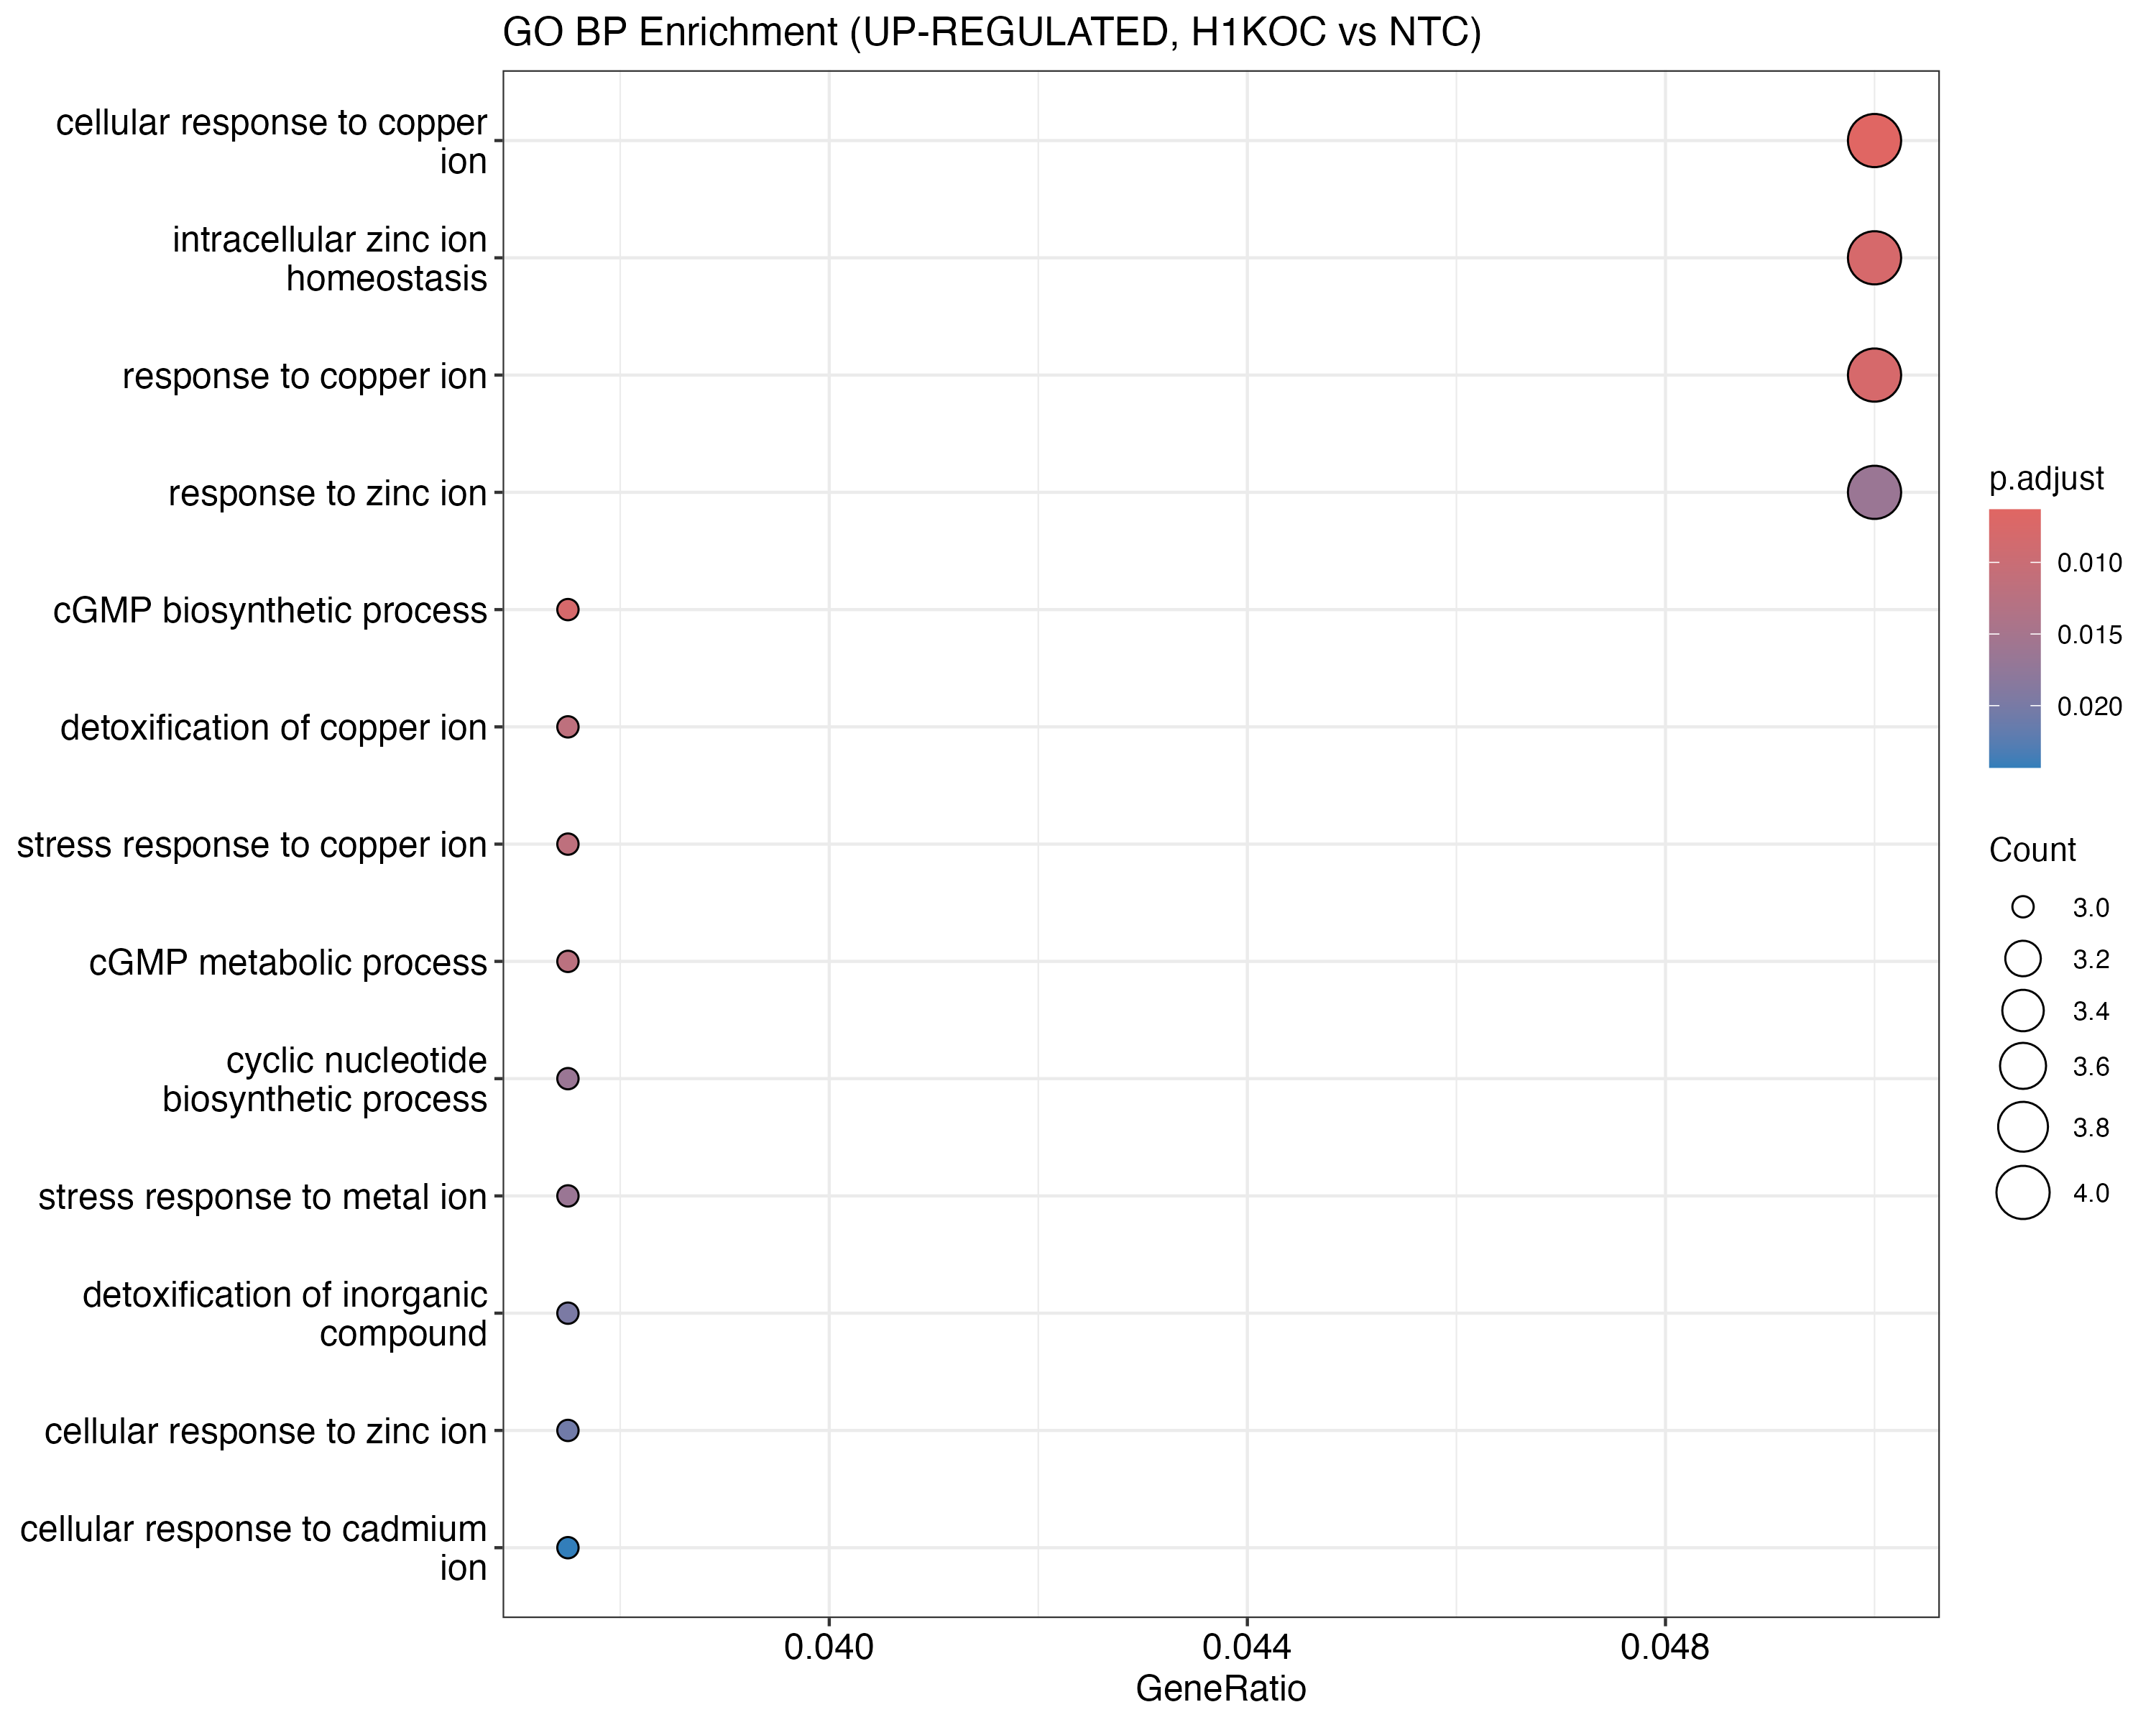 GO BP Enrichment (UP-REGULATED, H1KOC vs NTC)
cellular response to copper
ion
intracellular zinc ion
homeostasis
response to copper ion
response to zinc ion
cGMP biosynthetic process
detoxification of copper ion
stress response to copper ion
cGMP metabolic process
cyclic nucleotide
biosynthetic process
stress response to metal ion
detoxification of inorganic
compound
cellular response to zinc ion
cellular response to cadmium
ion
0.040
0.044
0.048
GeneRatio
p.adjust
0.010
0.015
0.020
Count
3.0
3.2
3.4
3.6
3.8
4.0